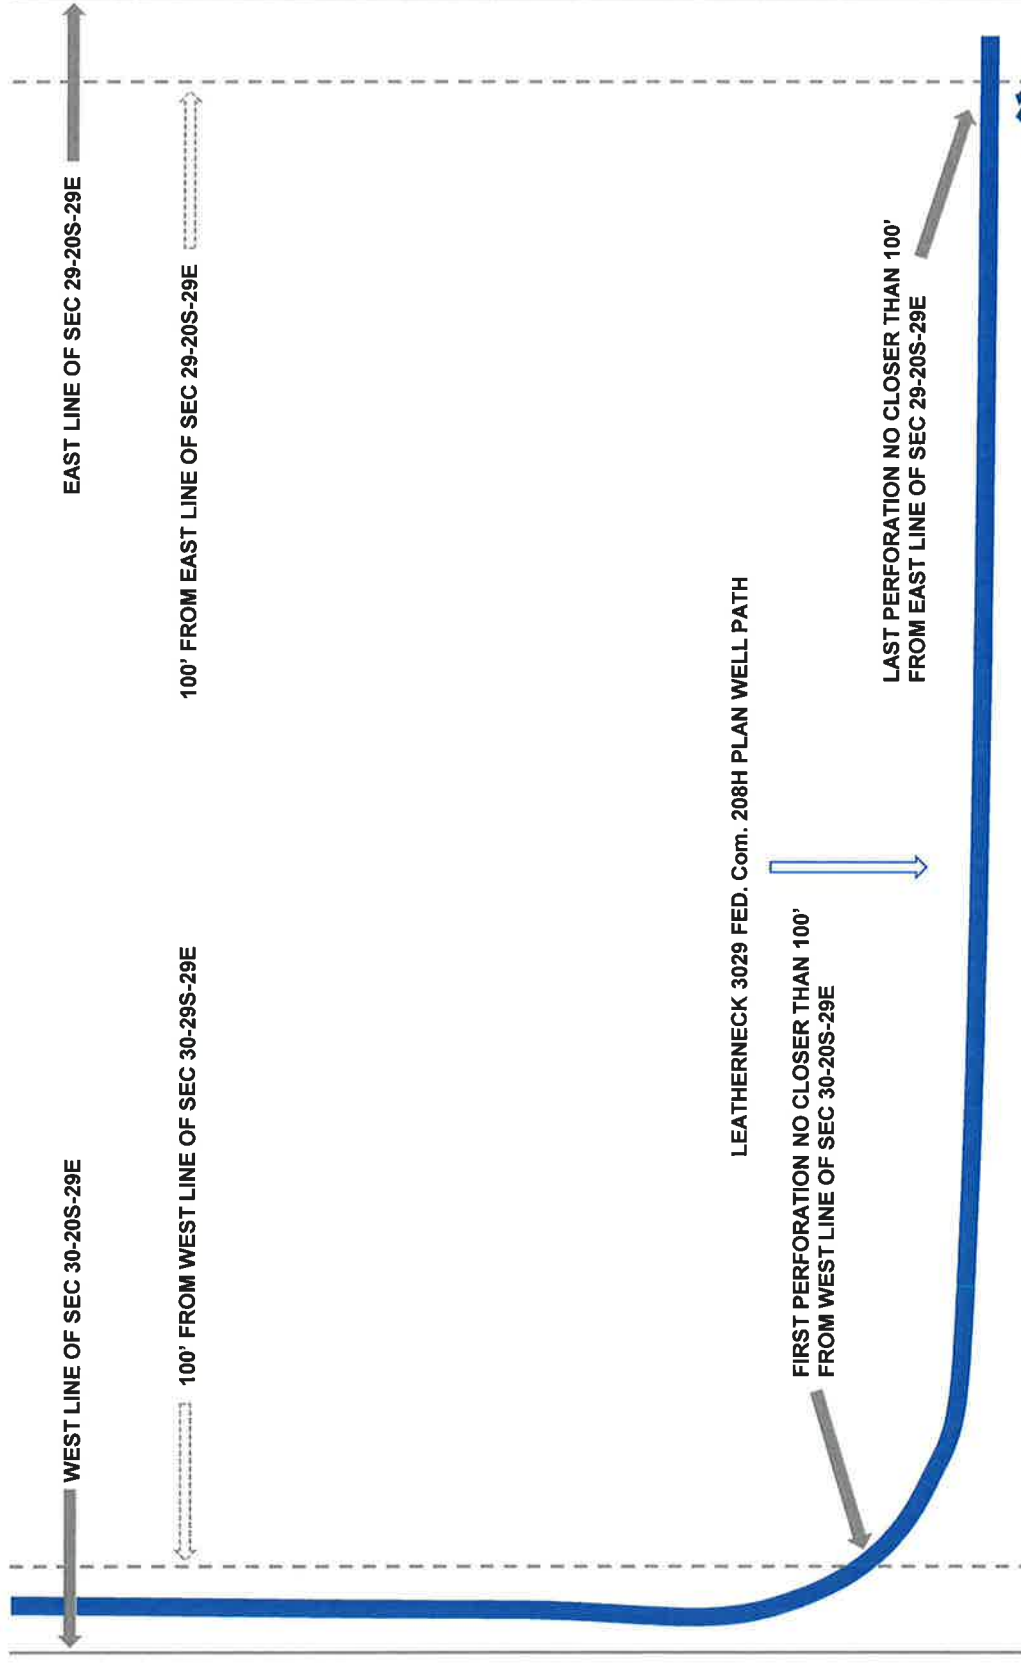 WEST LINE OF SEC 30-20S-29E
EAST LINE OF SEC 29-20S-29E
100' FROM WEST LINE OF SEC 30-29S-29E
100' FROM EAST LINE OF SEC 29-20S-29E
LEATHERNECK 3029 FED. Com. 208H PLAN WELL PATH
FIRST PERFORATION NO CLOSER THAN 100'
FROM WEST LINE OF SEC 30-20S-29E
LAST PERFORATION NO CLOSER THAN 100'
FROM EAST LINE OF SEC 29-20S-29E